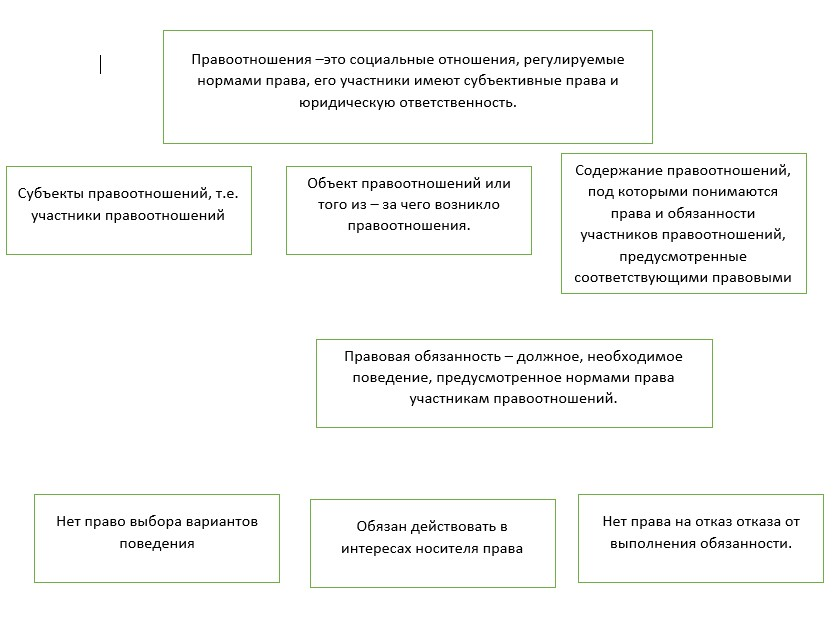 Правоотношения –это социальные отношения, регулируемые
нормами права, его участники имеют субъективные права и
юридическую ответственность.
Субъекты правоотношений, т.е.
участники правоотношений
Объект правоотношений или
того из – за чего возникло
правоотношения.
Содержание правоотношений,
под которыми понимаются
права и обязанности
участников правоотношений,
предусмотренные
соответствующими правовыми
Правовая обязанность – должное, необходимое
поведение, предусмотренное нормами права
участникам правоотношений.
Нет право выбора вариантов
поведения
Обязан действовать в
интересах носителя права
Нет права на отказ отказа от
выполнения обязанности.